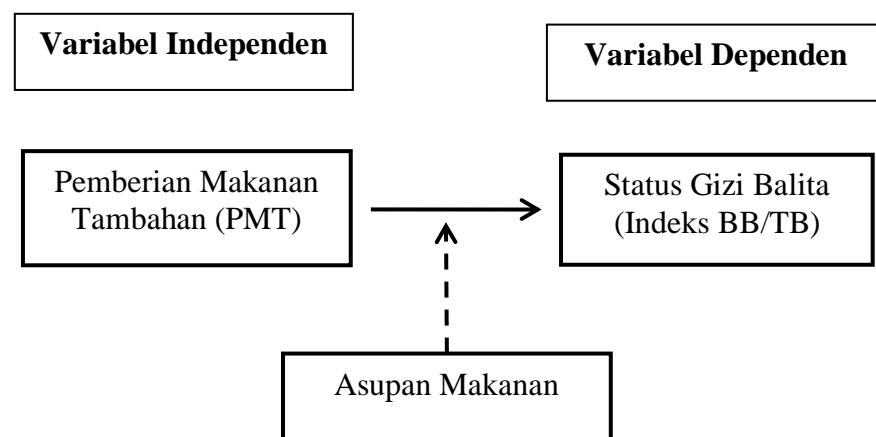 Variabel Independen
Variabel Dependen
Pemberian Makanan
Tambahan (PMT)
Status Gizi Balita
(Indeks BB/TB)
Asupan Makanan